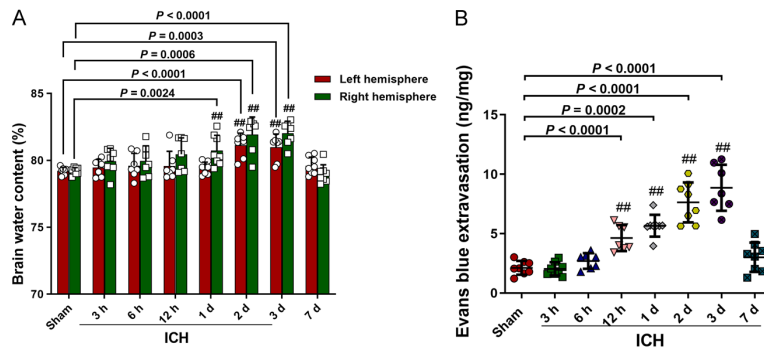 A
P < 0.0001
P = 0.0003
P = 0.0006
P < 0.0001
P = 0.0024
Left hemisphere
Right hemisphere
Brain water content (%)
85
80
75
70
##
##
##
##
##
Sham
3 h
6 h
12 h
1 d
2 d
3 d
7 d
ICH
B
P < 0.0001
P < 0.0001
P = 0.0002
P < 0.0001
Evans blue extravasation (ng/mg)
15
10
5
0
##
##
##
##
Sham
3 h
6 h
12 h
1 d
2 d
3 d
7 d
ICH